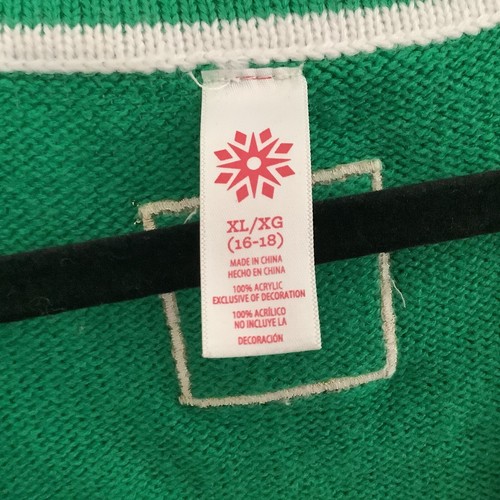 XL/XG
(16-18)
MADE IN CHINA
HECHO EN CHINA
100% ACRYLIC
EXCLUSIVE OF DECORATION
100% ACRÍLICO
NO INCLUYE LA
DECORACIÓN